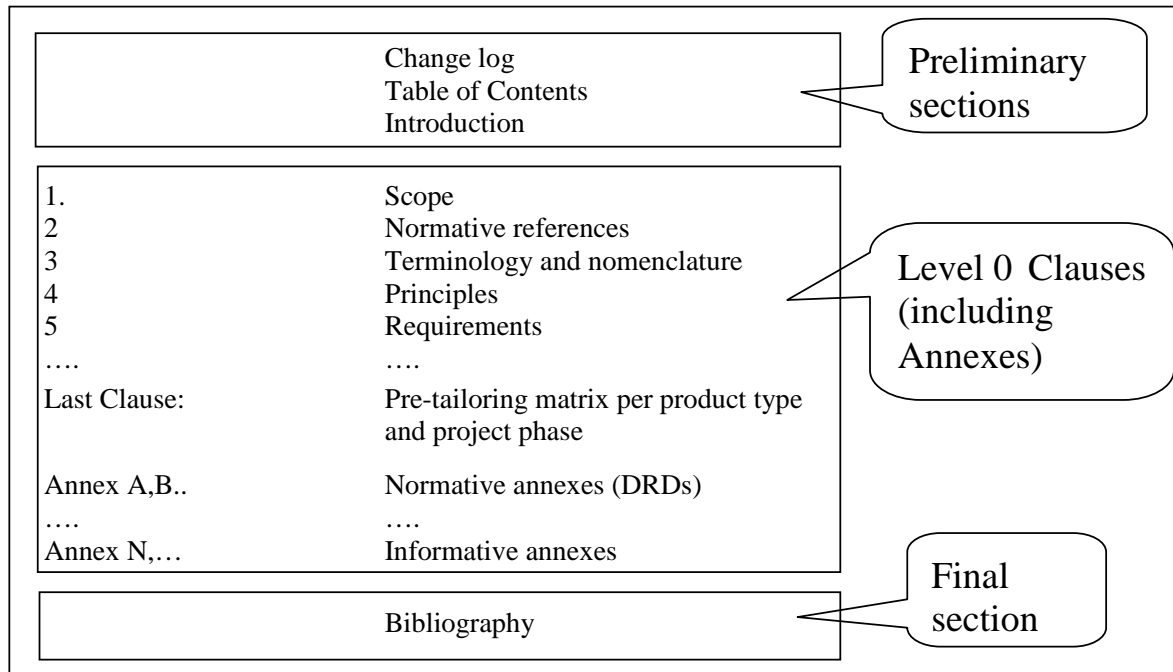 Change log
Table of Contents
Introduction
Preliminary
sections
1. Scope
2 Normative references
3 Terminology and nomenclature
4 Principles
5 Requirements
…. ….
Last Clause: Pre-tailoring matrix per product type
and project phase
Annex A,B.. Normative annexes (DRDs)
…. ….
Annex N,… Informative annexes
Level 0 Clauses
(including
Annexes)
Bibliography
Final
section